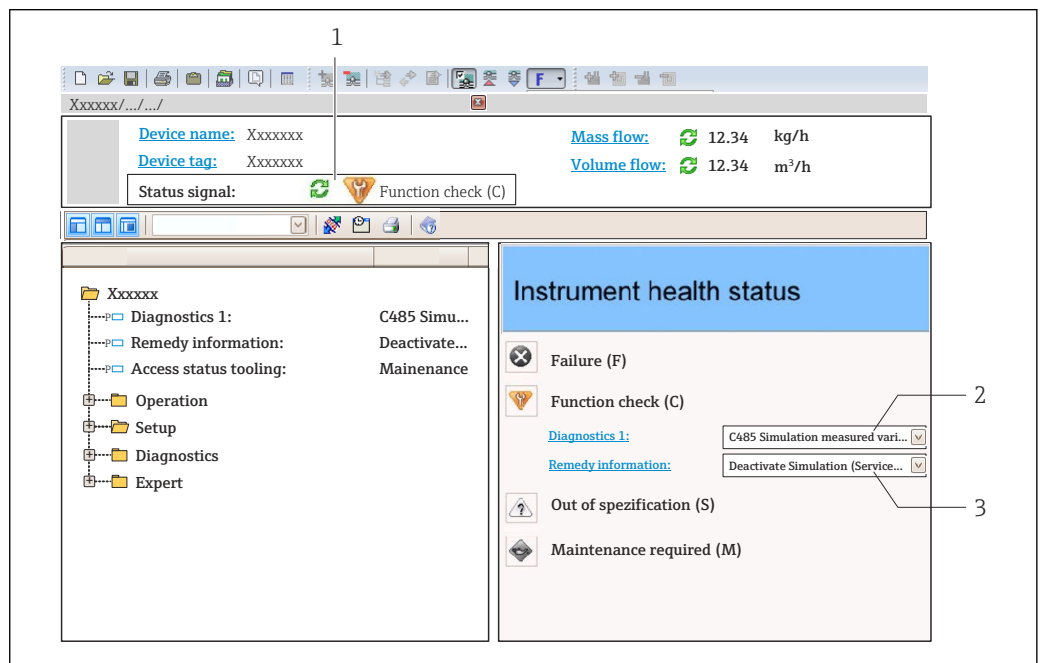 1
F
Xxxxxx/.../.../
Device name: Xxxxxxx
Mass flow: 12.34 kg/h
Device tag: Xxxxxxx
Volume flow: 12.34 m³/h
Status signal: Function check (C)
Xxxxxx
Diagnostics 1: C485 Simu...
Remedy information: Deactivate...
Access status tooling: Mainenance
Operation
Setup
Diagnostics
Expert
Instrument health status
Failure (F)
Function check (C)
2
Diagnostics 1: C485 Simulation measured vari...
Remedy information: Deactivate Simulation (Service...
Out of spezification (S)
3
Maintenance required (M)